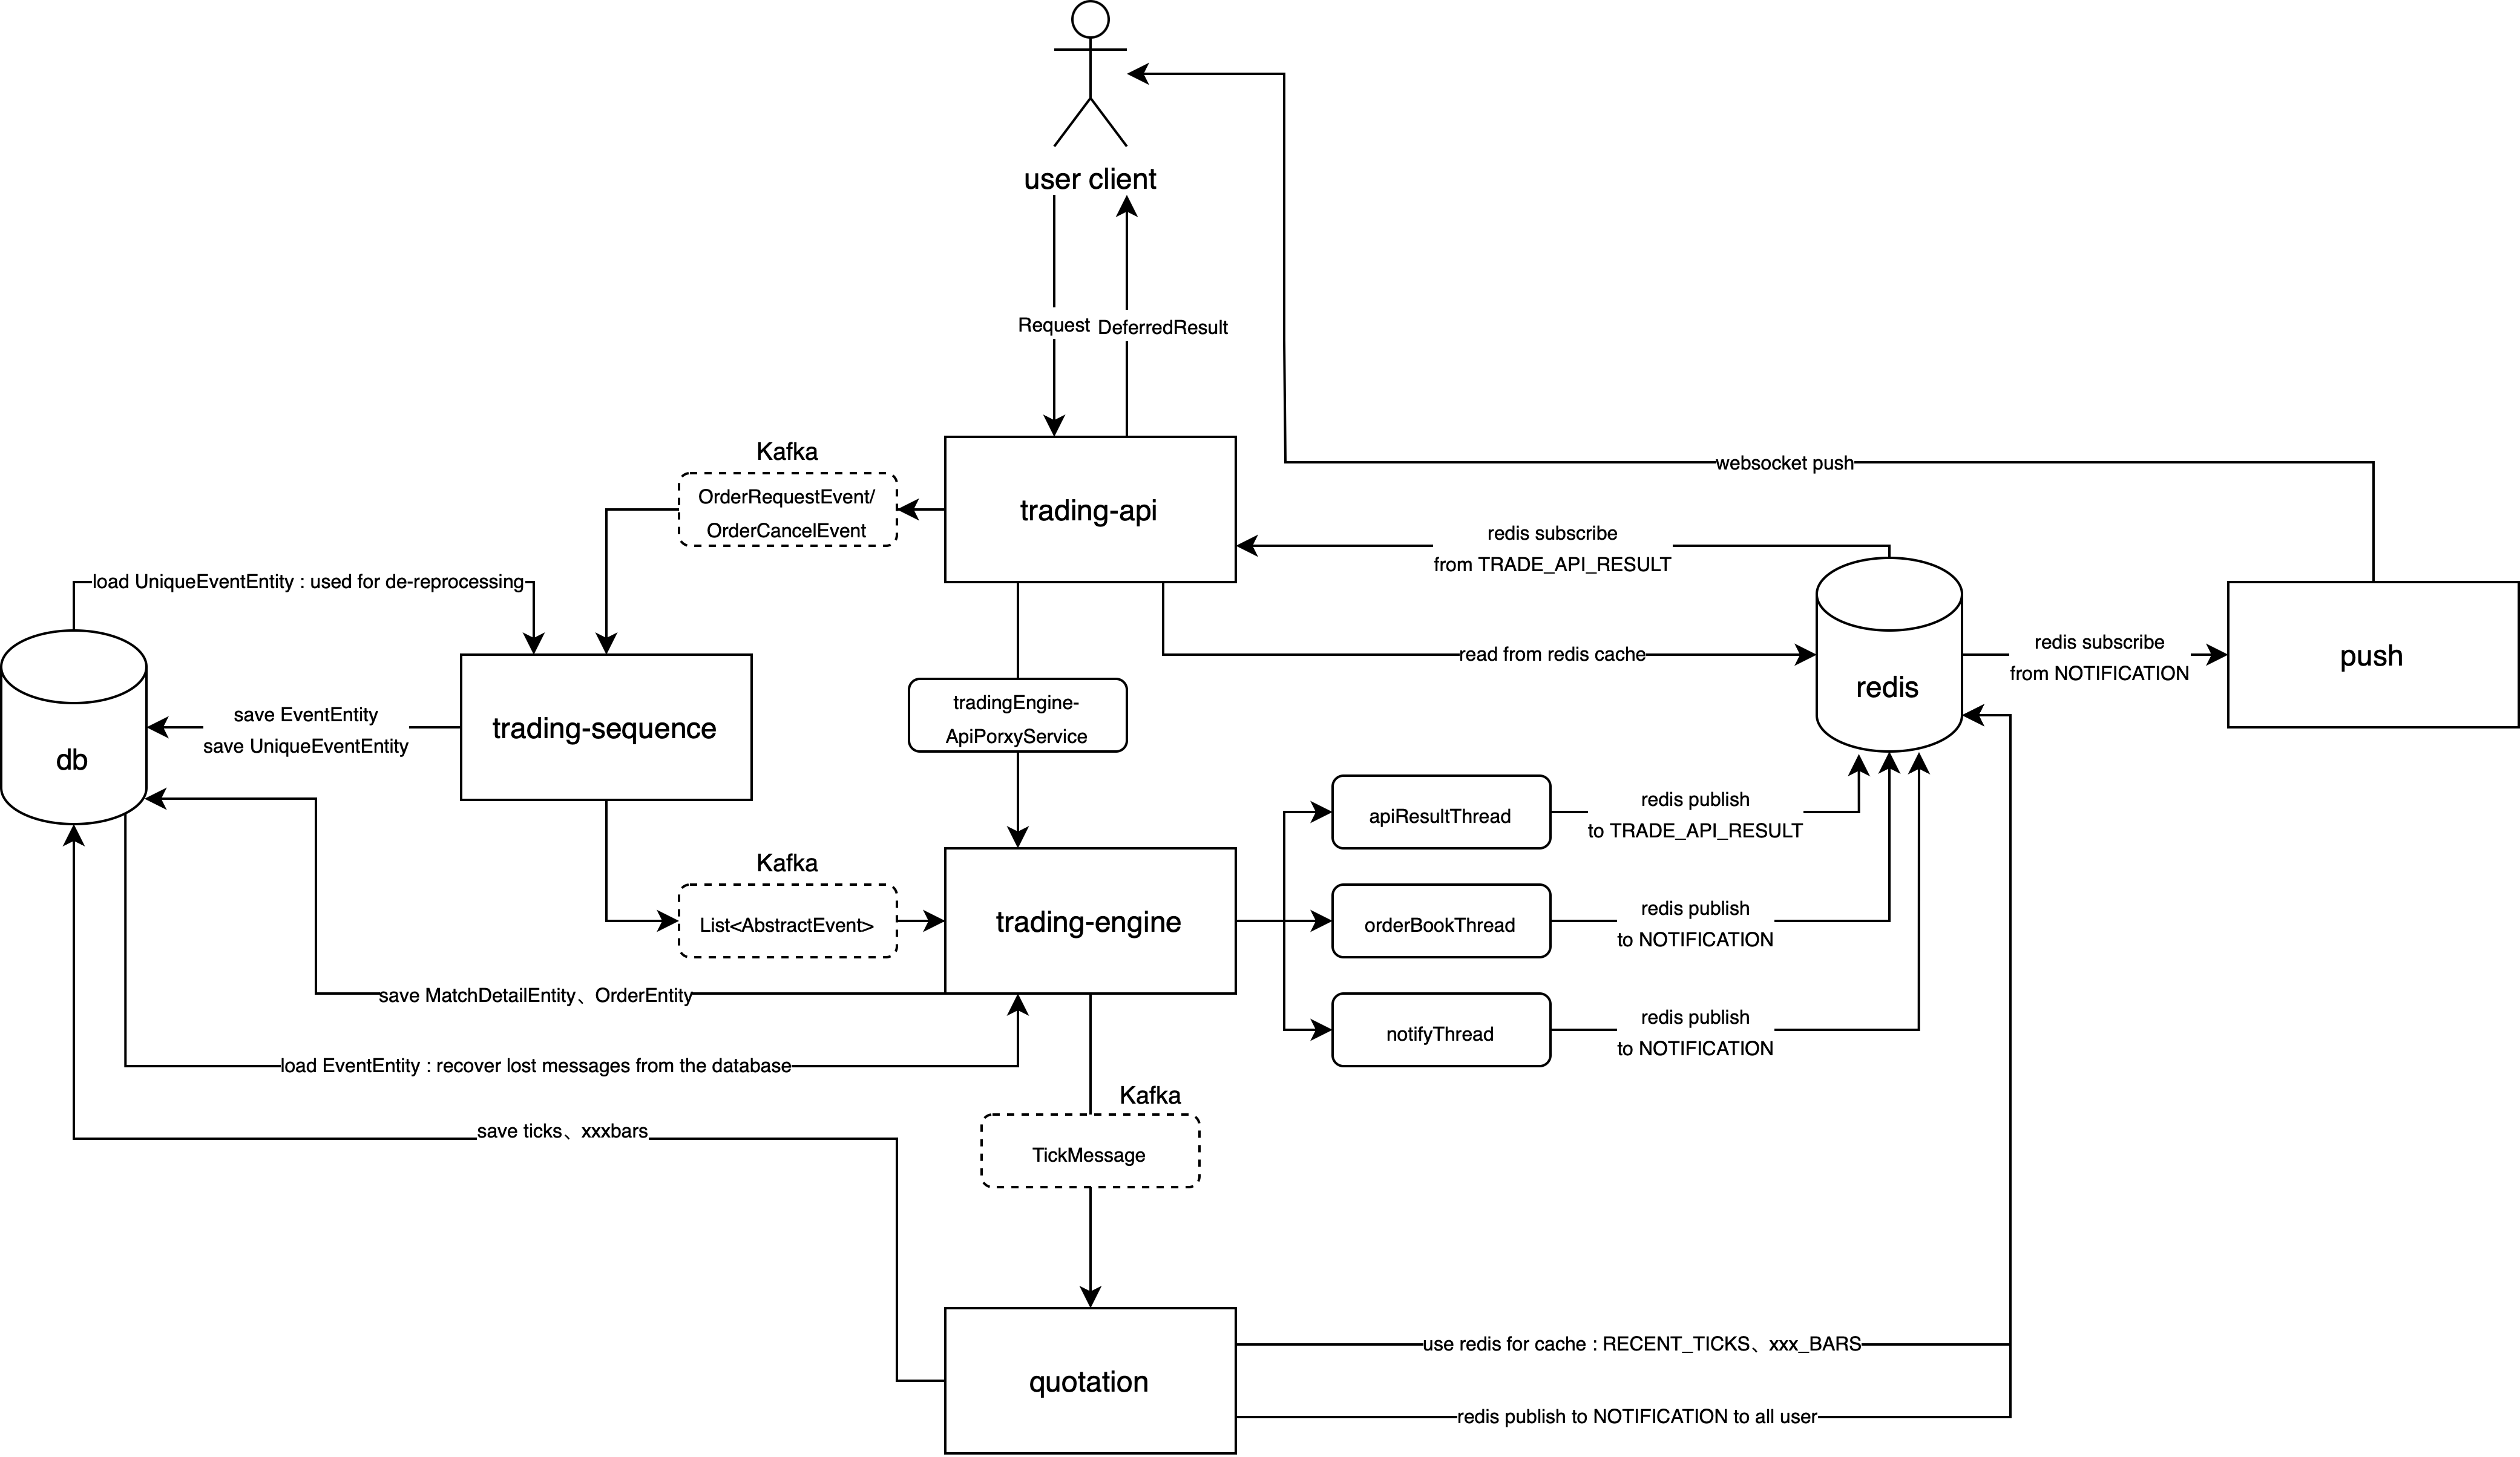 user client
Request
DeferredResult
Kafka
OrderRequestEvent/
OrderCancelEvent
trading-api
websocket push
redis subscribe
from TRADE_API_RESULT
load UniqueEventEntity : used for de-reprocessing
read from redis cache
redis
redis subscribe
from NOTIFICATION
push
db
save EventEntity
save UniqueEventEntity
trading-sequence
tradingEngine-
ApiPorxyService
Kafka
List<AbstractEvent>
trading-engine
apiResultThread
redis publish
to TRADE_API_RESULT
orderBookThread
redis publish
to NOTIFICATION
notifyThread
redis publish
to NOTIFICATION
save MatchDetailEntity、OrderEntity
load EventEntity : recover lost messages from the database
Kafka
TickMessage
save ticks、xxxbars
quotation
use redis for cache : RECENT_TICKS、xxx_BARS
redis publish to NOTIFICATION to all user